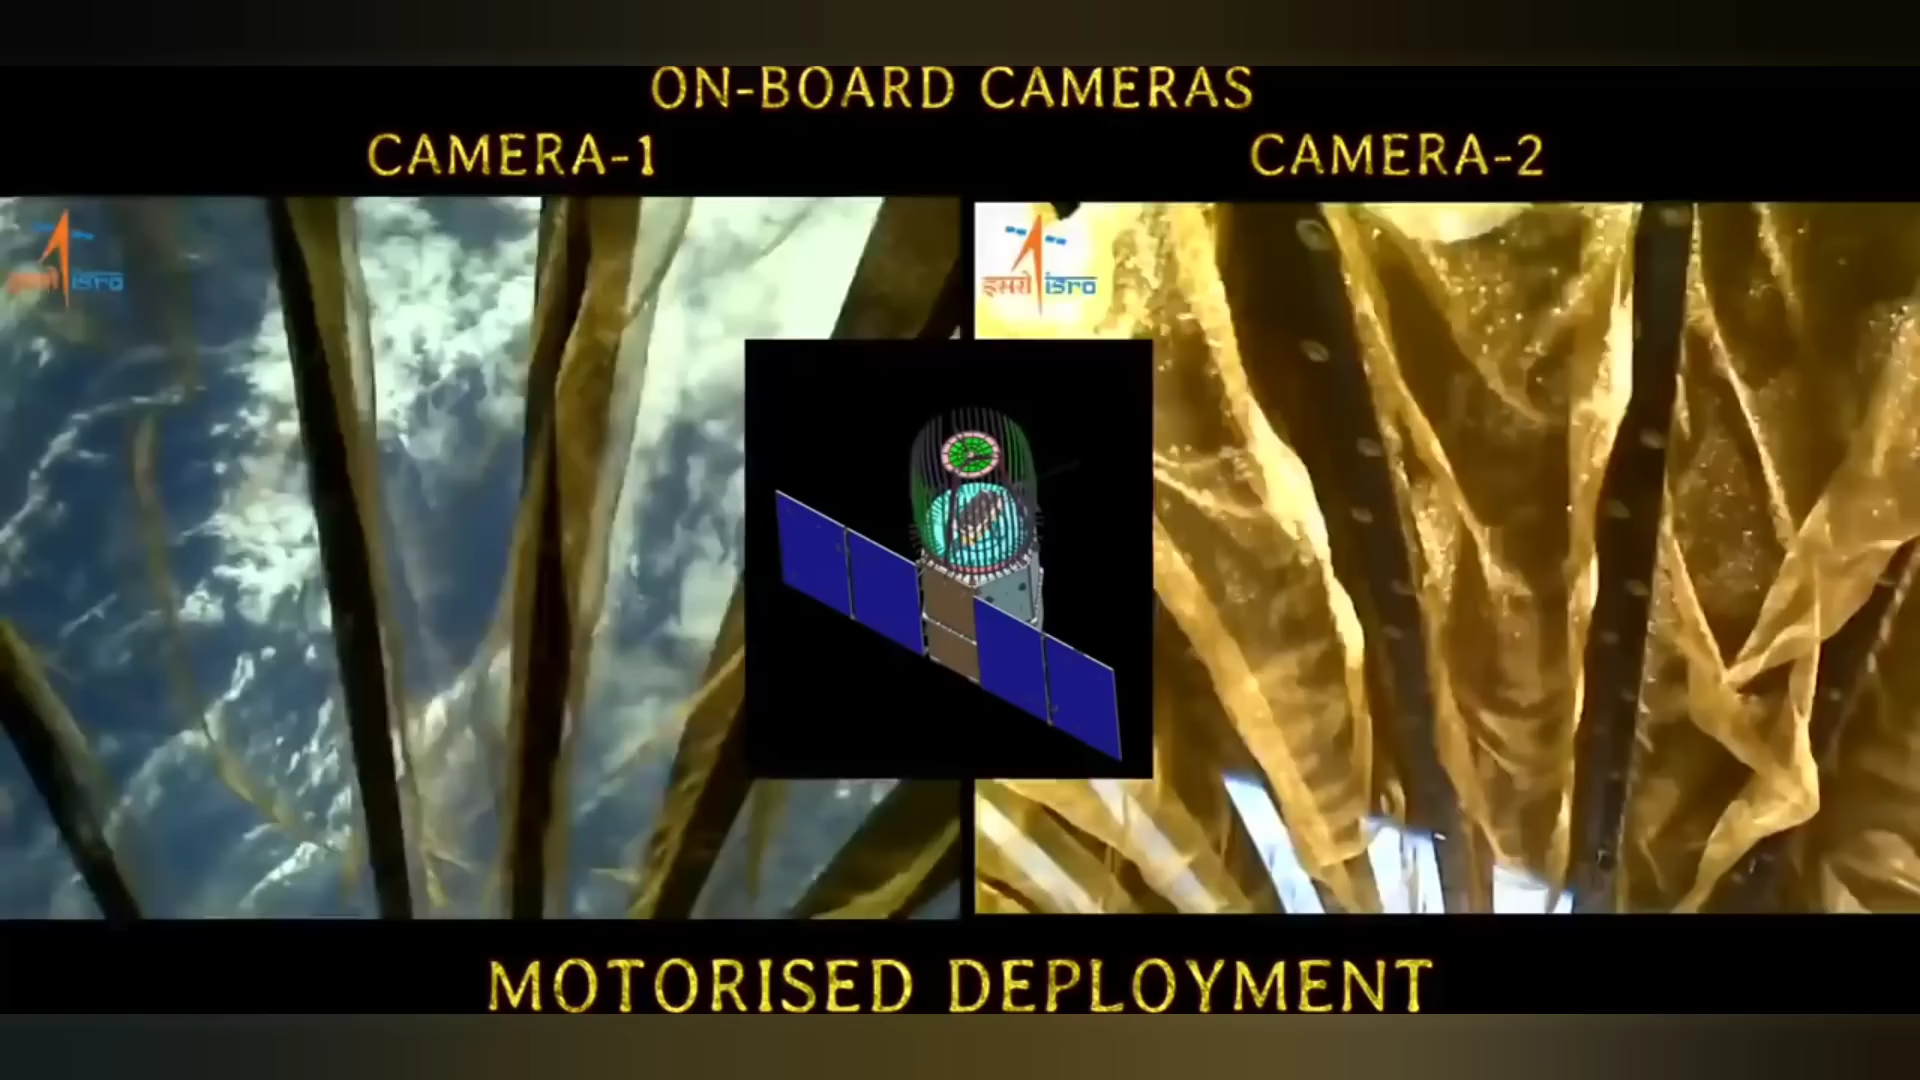 ON-BOARD CAMERAS
CAMERA-1
CAMERA-2
इसरो isro
इसरो isro
MOTORISED DEPLOYMENT